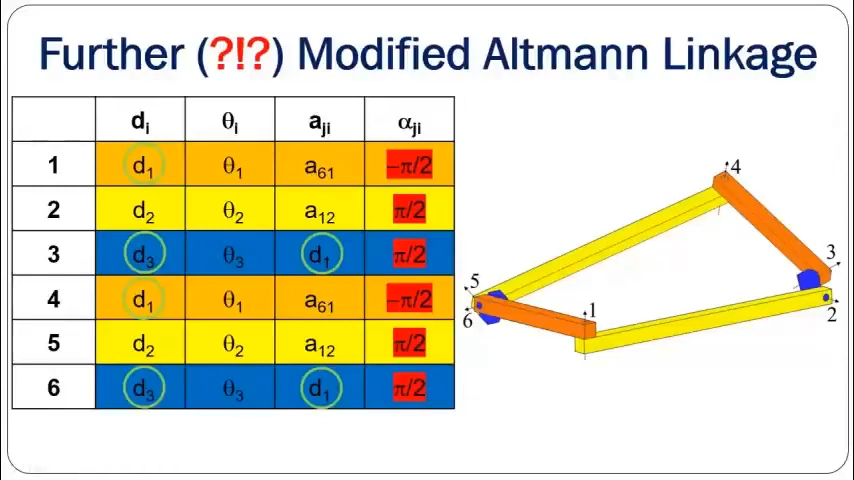 Further (?!?) Modified Altmann Linkage
di θi aji αji
1 d1 θ1 a61 −π/2
2 d2 θ2 a12 π/2
3 d3 θ3 d1 π/2
4 d1 θ1 a61 −π/2
5 d2 θ2 a12 π/2
6 d3 θ3 d1 π/2
4
3
5
1
6
2